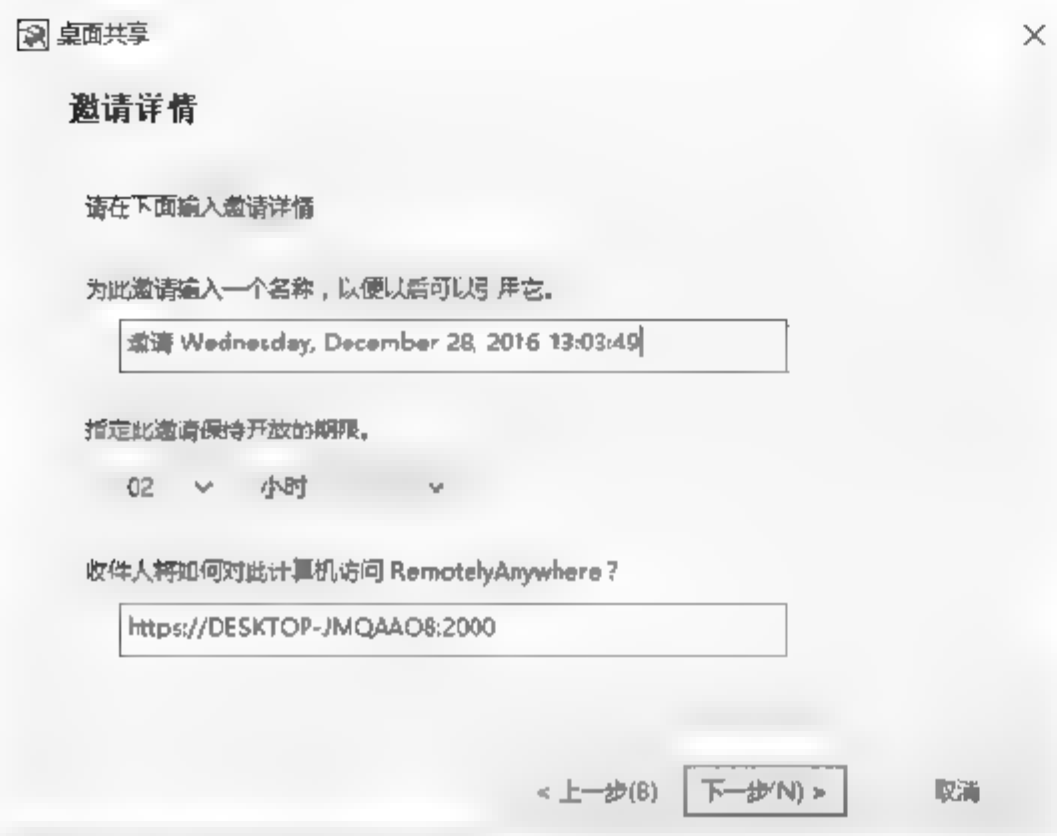 桌面共享
邀请详情
请在下面输入邀请详情
为此邀请输入一个名称，以便以后可以引用它。
邀请 Wednesday, December 28, 2016 13:03:49
指定此邀请保持开放的期限。
02 小时
收件人将如何对此计算机访问 RemotelyAnywhere？
https://DESKTOP-JMQAAO8:2000
< 上一步(B) 下一步(N) > 取消